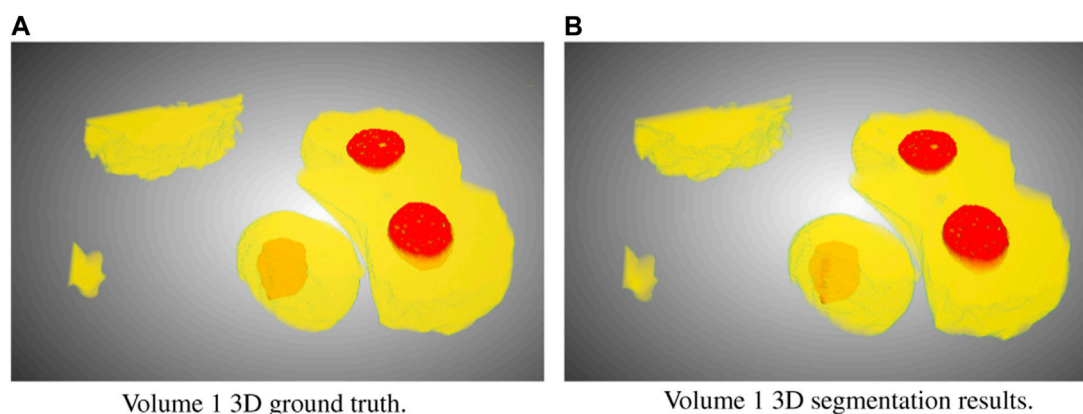 A
B
Volume 1 3D ground truth.
Volume 1 3D segmentation results.